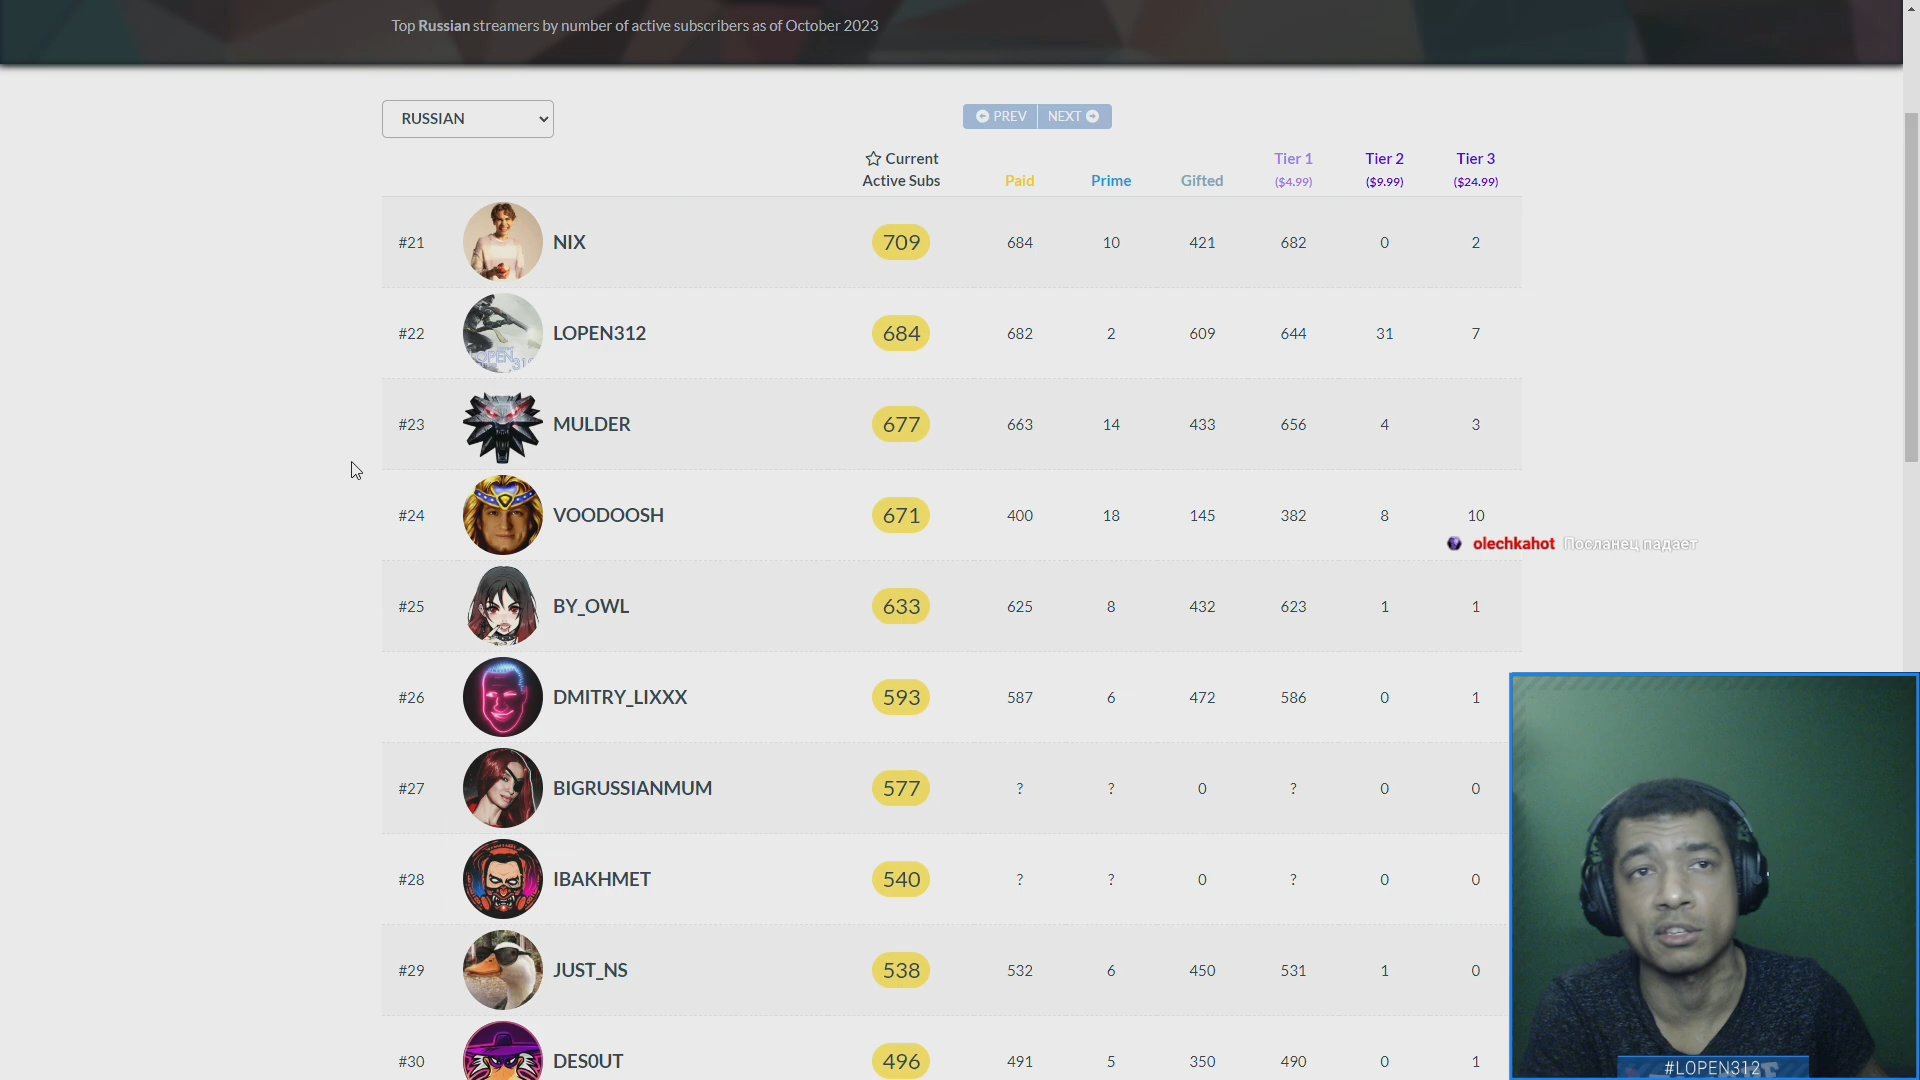 Top Russian streamers by number of active subscribers as of October 2023
RUSSIAN
PREV NEXT
Current Active Subs Paid Prime Gifted Tier 1 ($4.99) Tier 2 ($9.99) Tier 3 ($24.99)
#21 NIX 709 684 10 421 682 0 2
#22 LOPEN312 684 682 2 609 644 31 7
#23 MULDER 677 663 14 433 656 4 3
#24 VOODOOSH 671 400 18 145 382 8 10
olechkahot Посланец падает
#25 BY_OWL 633 625 8 432 623 1 1
#26 DMITRY_LIXXX 593 587 6 472 586 0 1
#27 BIGRUSSIANMUM 577 ? ? 0 ? 0 0
#28 IBAKHMET 540 ? ? 0 ? 0 0
#29 JUST_NS 538 532 6 450 531 1 0
#30 DES0UT 496 491 5 350 490 0 1
#LOPEN312